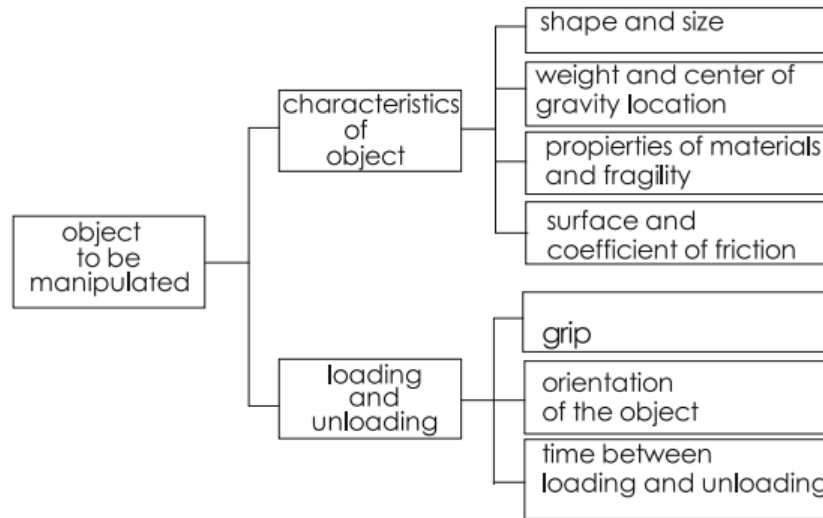 object
to be
manipulated
characteristics
of
object
shape and size
weight and center of
gravity location
propierties of materials
and fragility
surface and
coefficient of friction
loading
and
unloading
grip
orientation
of the object
time between
loading and unloading